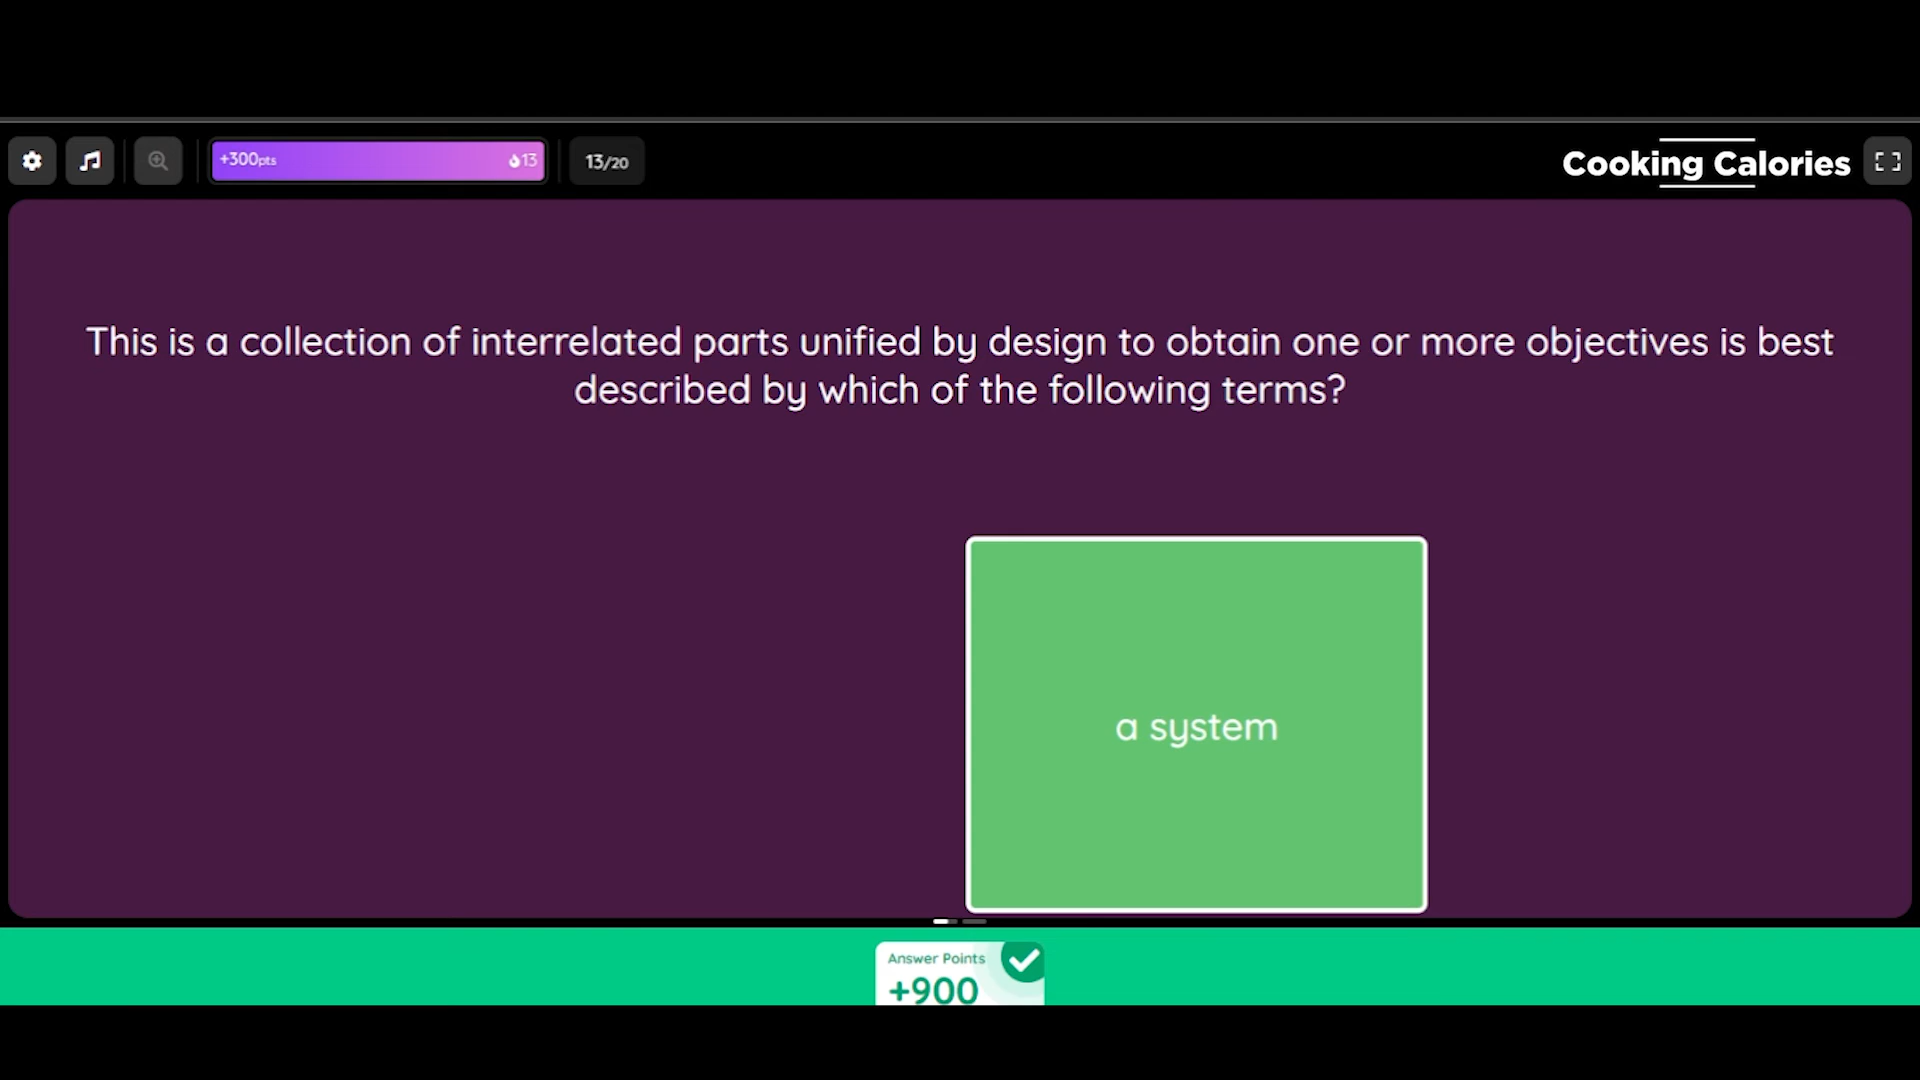 +300pts
13
13/20
Cooking Calories
This is a collection of interrelated parts unified by design to obtain one or more objectives is best
described by which of the following terms?
a system
Answer Points
+900